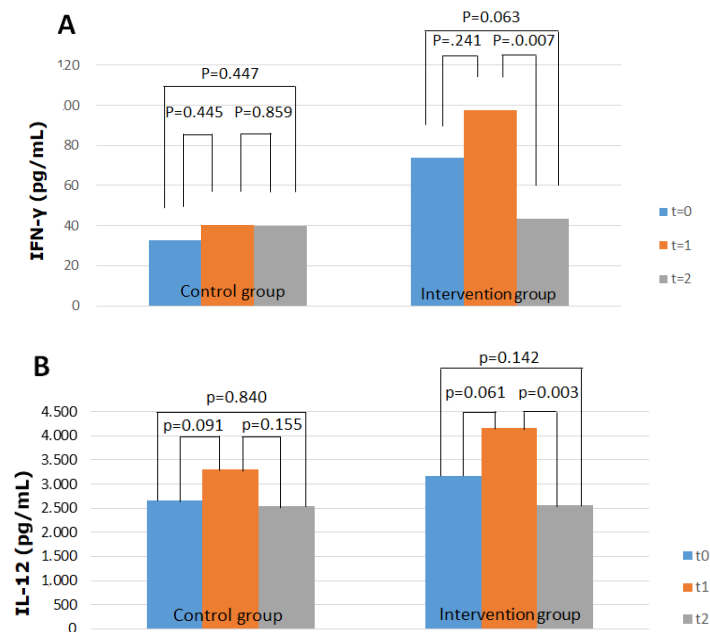 A
P=0.063
P=.241
P=.0.007
P=0.447
P=0.445
P=0.859
IFN-γ (pg/mL)
120
.00
80
60
40
20
0
Control group
Intervention group
t=0
t=1
t=2
B
p=0.142
p=0.061
p=0.003
p=0.840
p=0.091
p=0.155
IL-12 (pg/mL)
4.500
4.000
3.500
3.000
2.500
2.000
1.500
1.000
500
0
Control group
Intervention group
t0
t1
t2